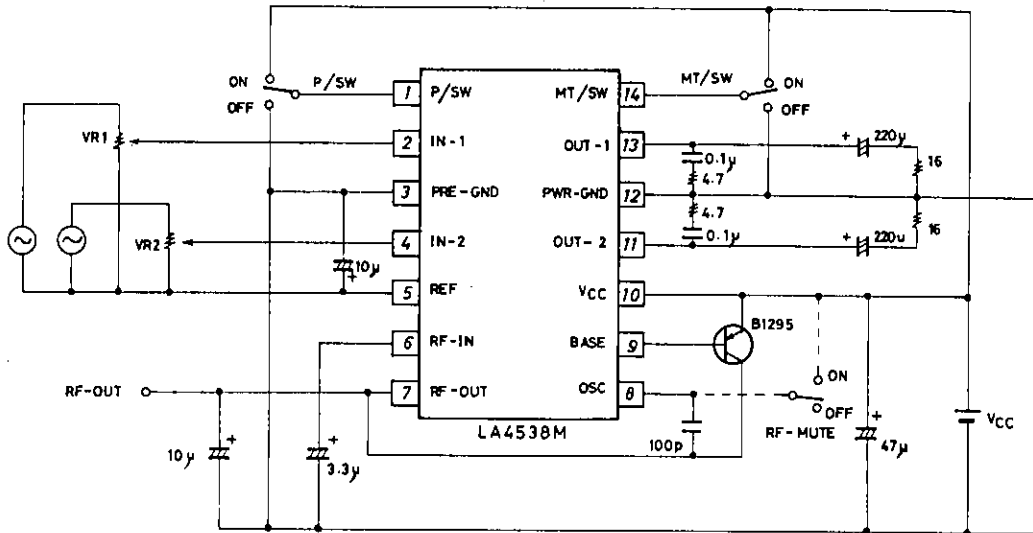 ON
P/SW
OFF
1
P/SW
MT/SW
14
MT/SW
ON
OFF
VR1
2
IN-1
OUT-1
13
+
220μ
16
0.1μ
4.7
3
PRE-GND
PWR-GND
12
4.7
0.1μ
VR2
4
IN-2
OUT-2
11
+
220u
16
10μ
+
5
REF
VCC
10
B1295
6
RF-IN
BASE
9
RF-OUT
7
RF-OUT
OSC
8
ON
OFF
RF-MUTE
LA4538M
100p
+
10μ
+
3.3μ
+
47μ
VCC